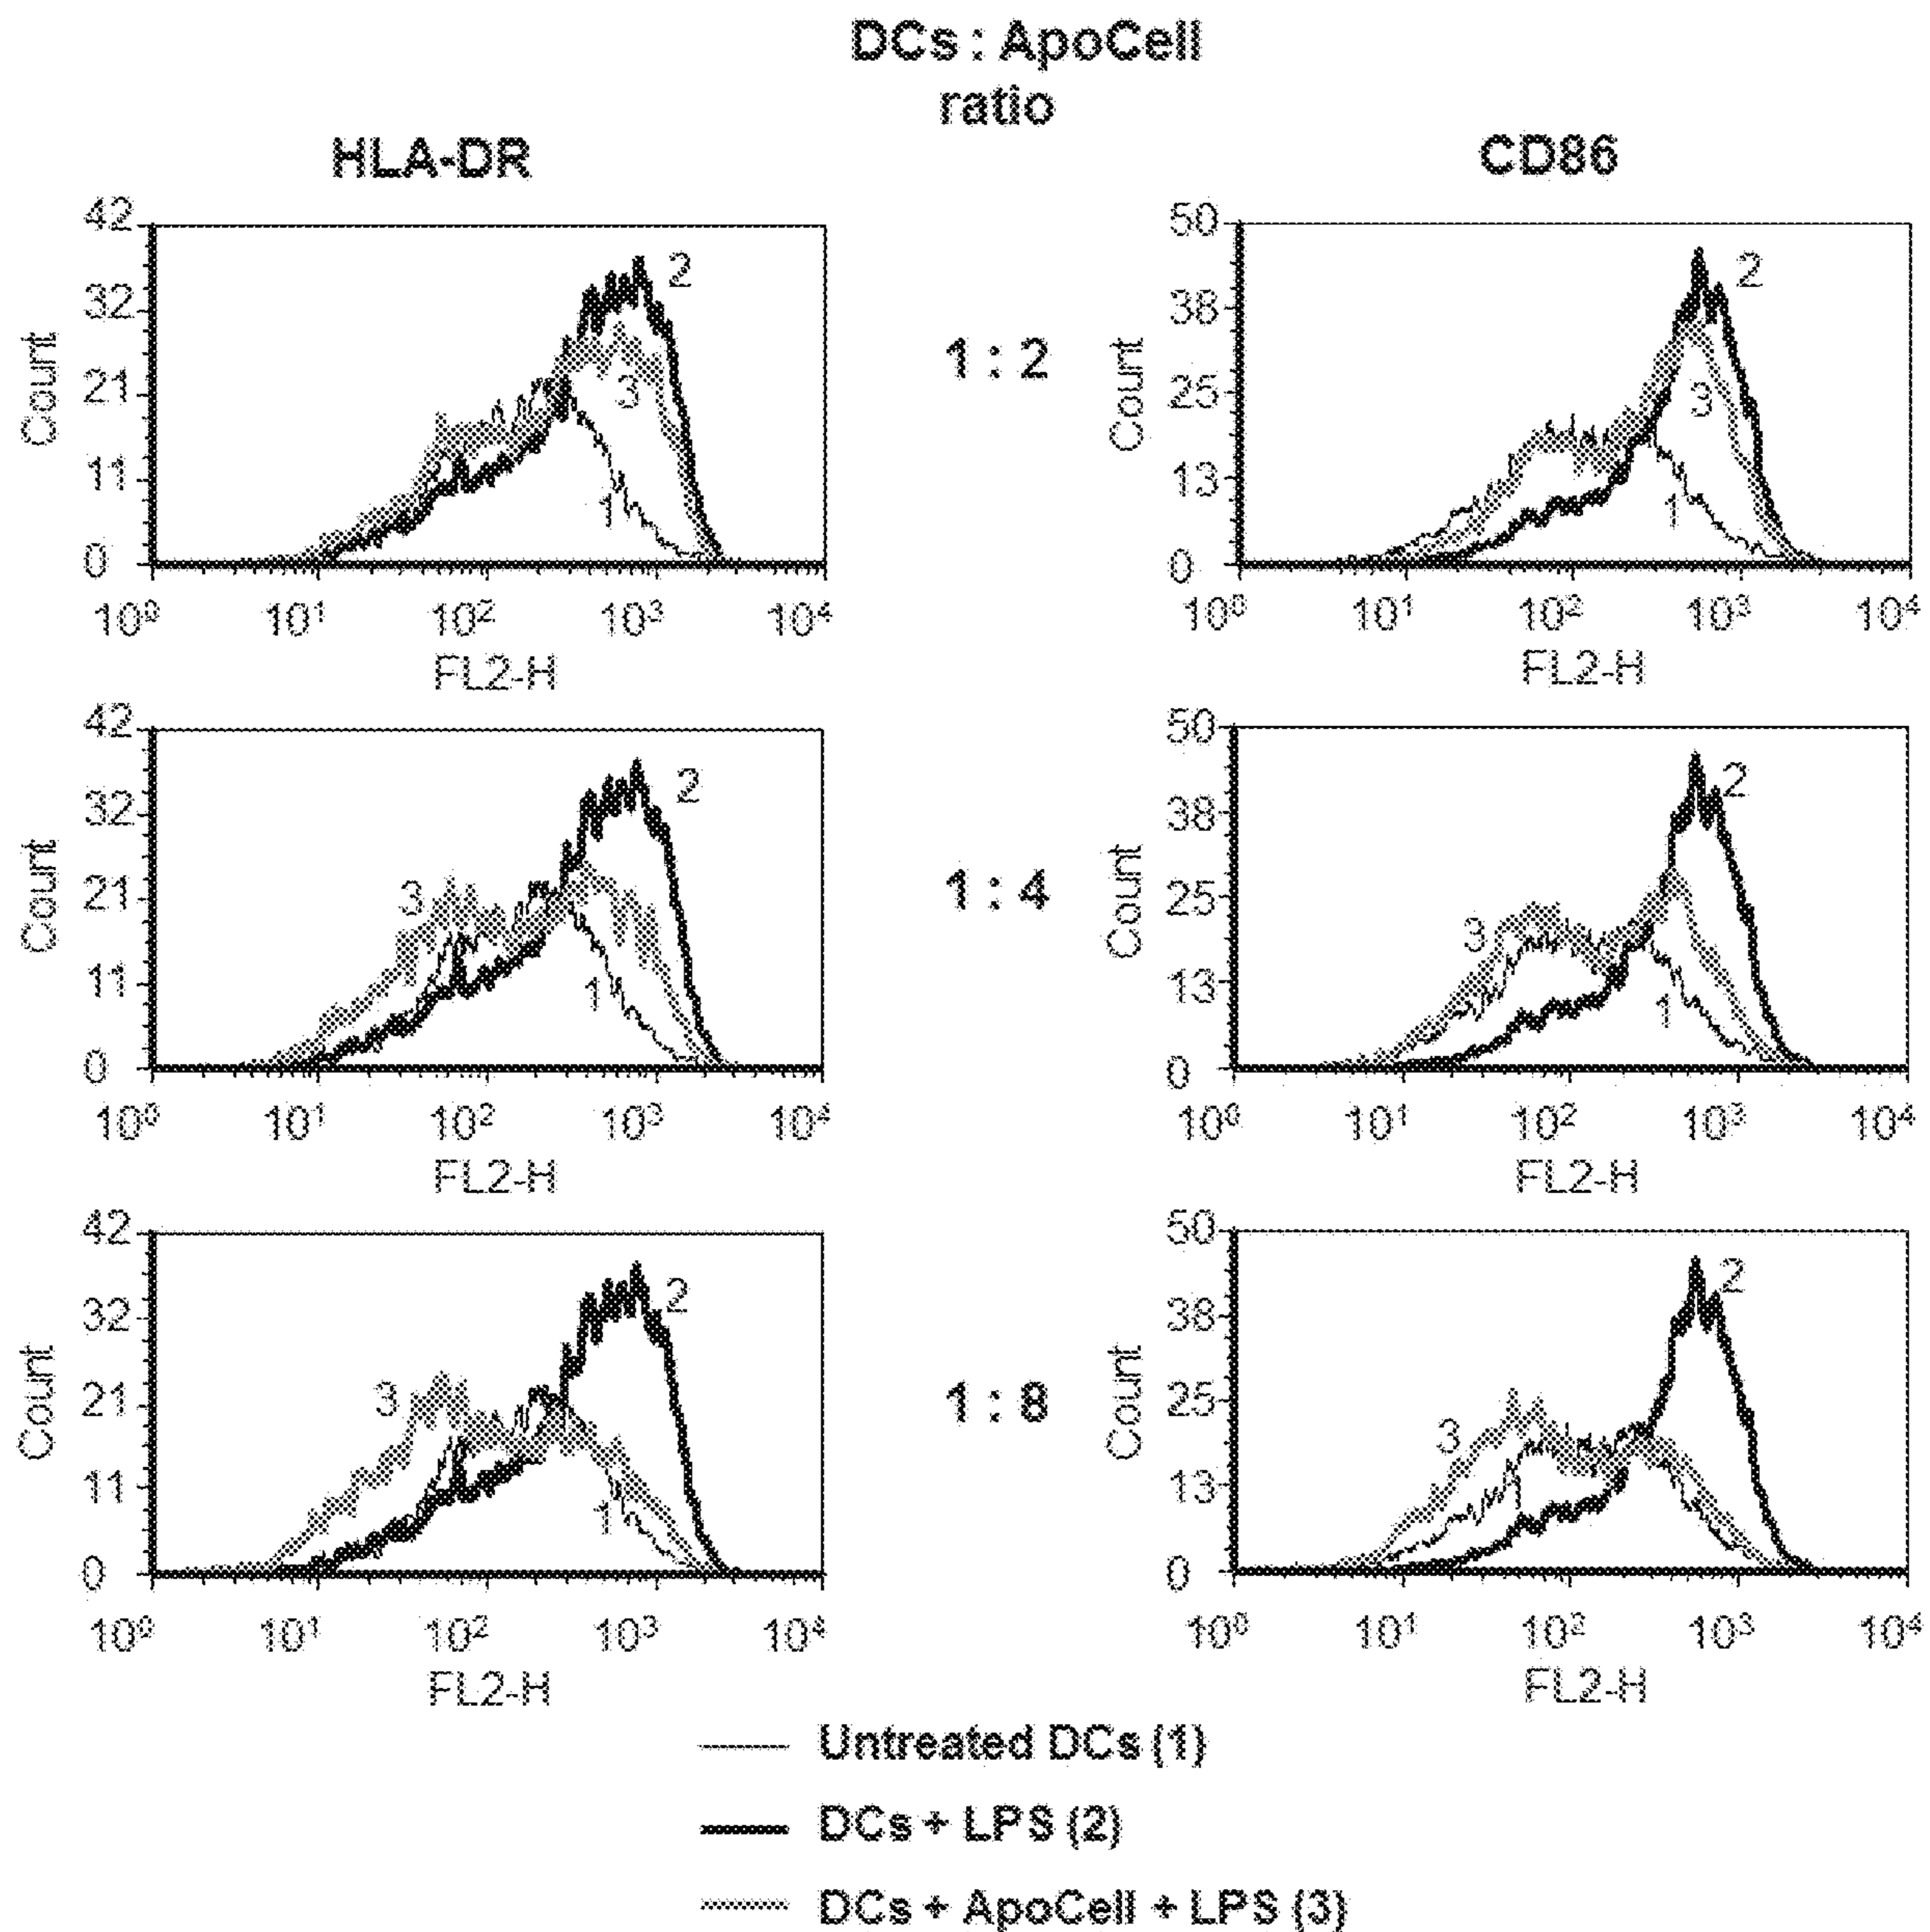 DCs : ApoCell
ratio
HLA-DR
CD86
42
32
21
11
0
Count
2
3
1
10⁰ 10¹ 10² 10³ 10⁴
FL2-H
1 : 2
50
38
25
13
0
Count
2
3
1
10⁰ 10¹ 10² 10³ 10⁴
FL2-H
42
32
21
11
0
Count
2
3
1
10⁰ 10¹ 10² 10³ 10⁴
FL2-H
1 : 4
50
38
25
13
0
Count
2
3
1
10⁰ 10¹ 10² 10³ 10⁴
FL2-H
42
32
21
11
0
Count
2
3
1
10⁰ 10¹ 10² 10³ 10⁴
FL2-H
1 : 8
50
38
25
13
0
Count
2
3
10⁰ 10¹ 10² 10³ 10⁴
FL2-H
Untreated DCs (1)
DCs + LPS (2)
DCs + ApoCell + LPS (3)